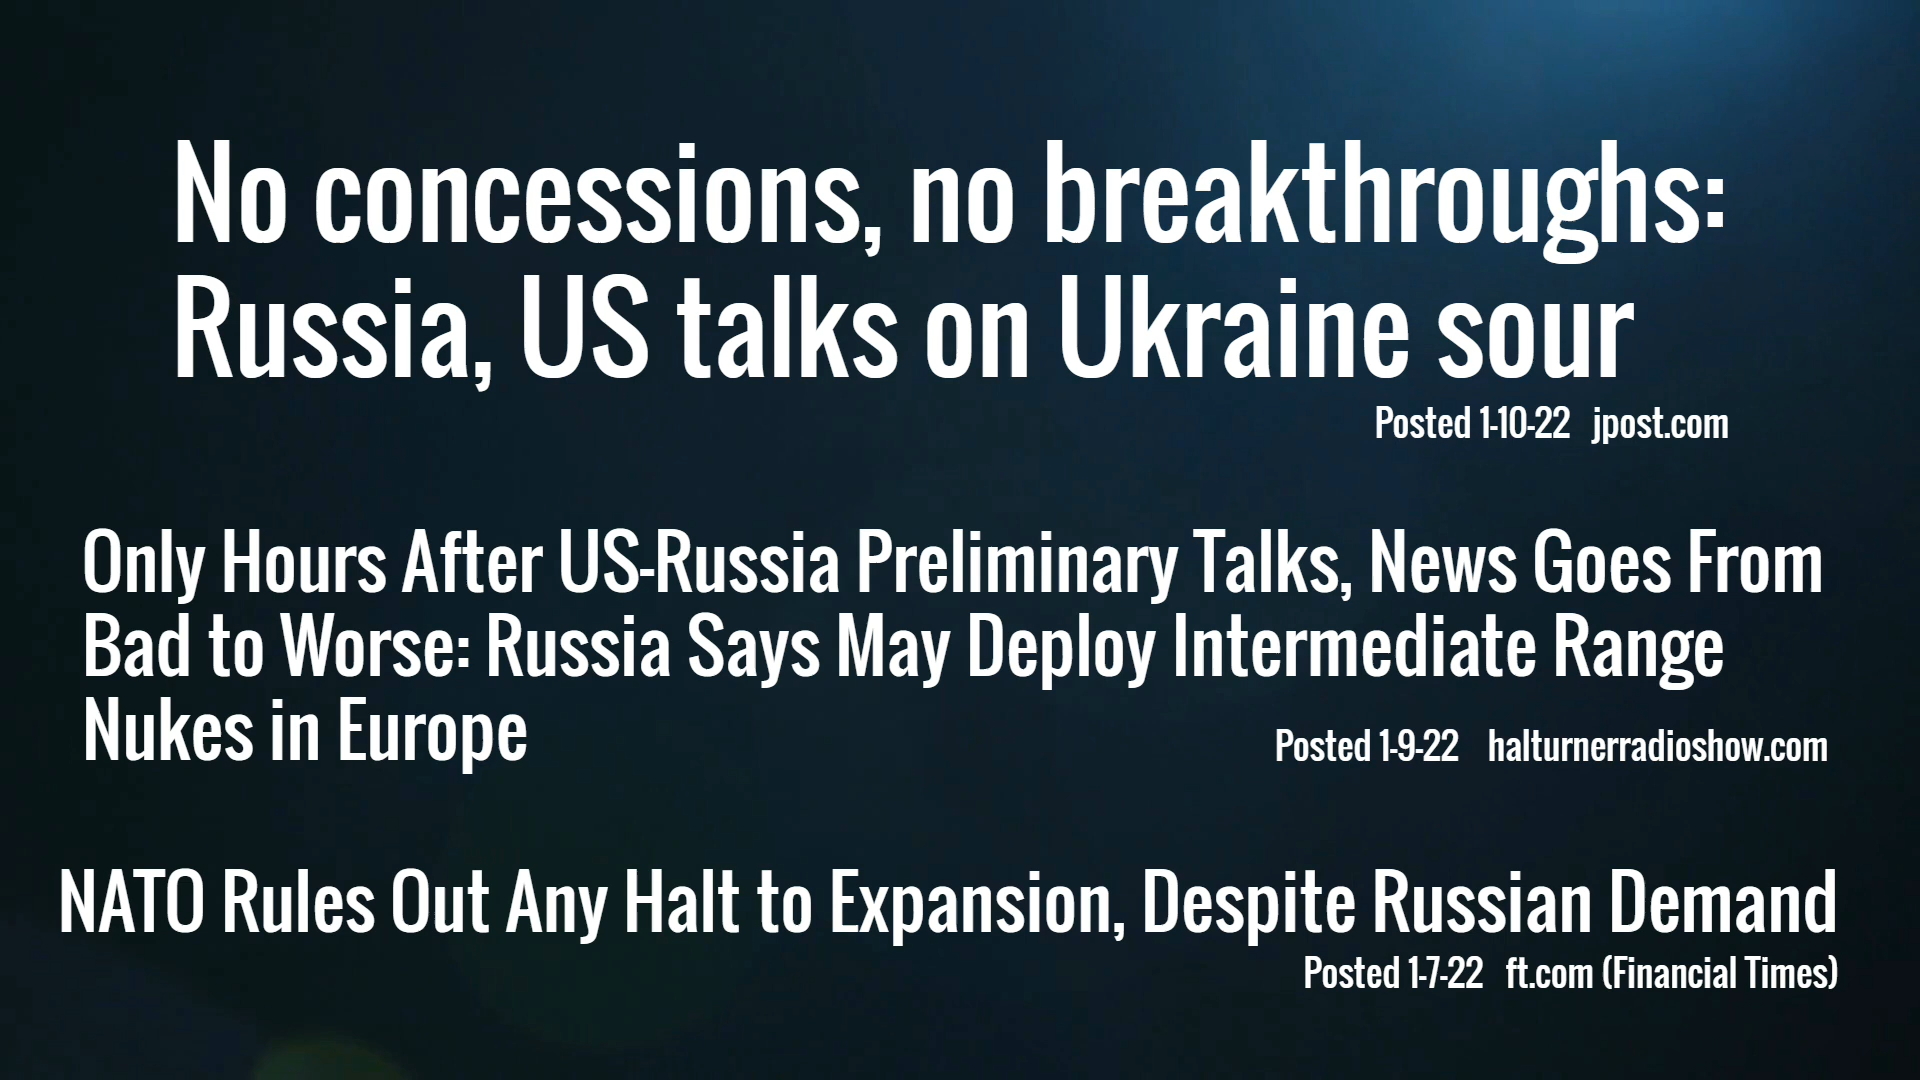 No concessions, no breakthroughs:
Russia, US talks on Ukraine sour
Posted 1-10-22 jpost.com
Only Hours After US-Russia Preliminary Talks, News Goes From
Bad to Worse: Russia Says May Deploy Intermediate Range
Nukes in Europe
Posted 1-9-22 halturnerradioshow.com
NATO Rules Out Any Halt to Expansion, Despite Russian Demand
Posted 1-7-22 ft.com (Financial Times)